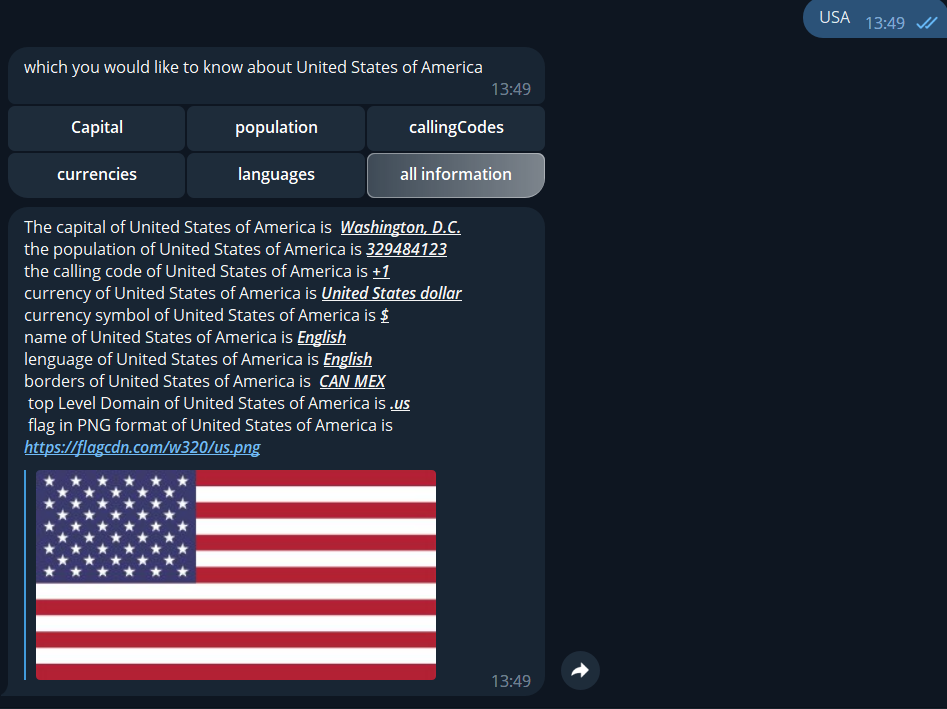 USA 13:49
which you would like to know about United States of America
13:49
Capital population callingCodes
currencies languages all information
The capital of United States of America is Washington, D.C.
the population of United States of America is 329484123
the calling code of United States of America is +1
currency of United States of America is United States dollar
currency symbol of United States of America is $
name of United States of America is English
lenguage of United States of America is English
borders of United States of America is CAN MEX
top Level Domain of United States of America is .us
flag in PNG format of United States of America is
https://flagcdn.com/w320/us.png
13:49